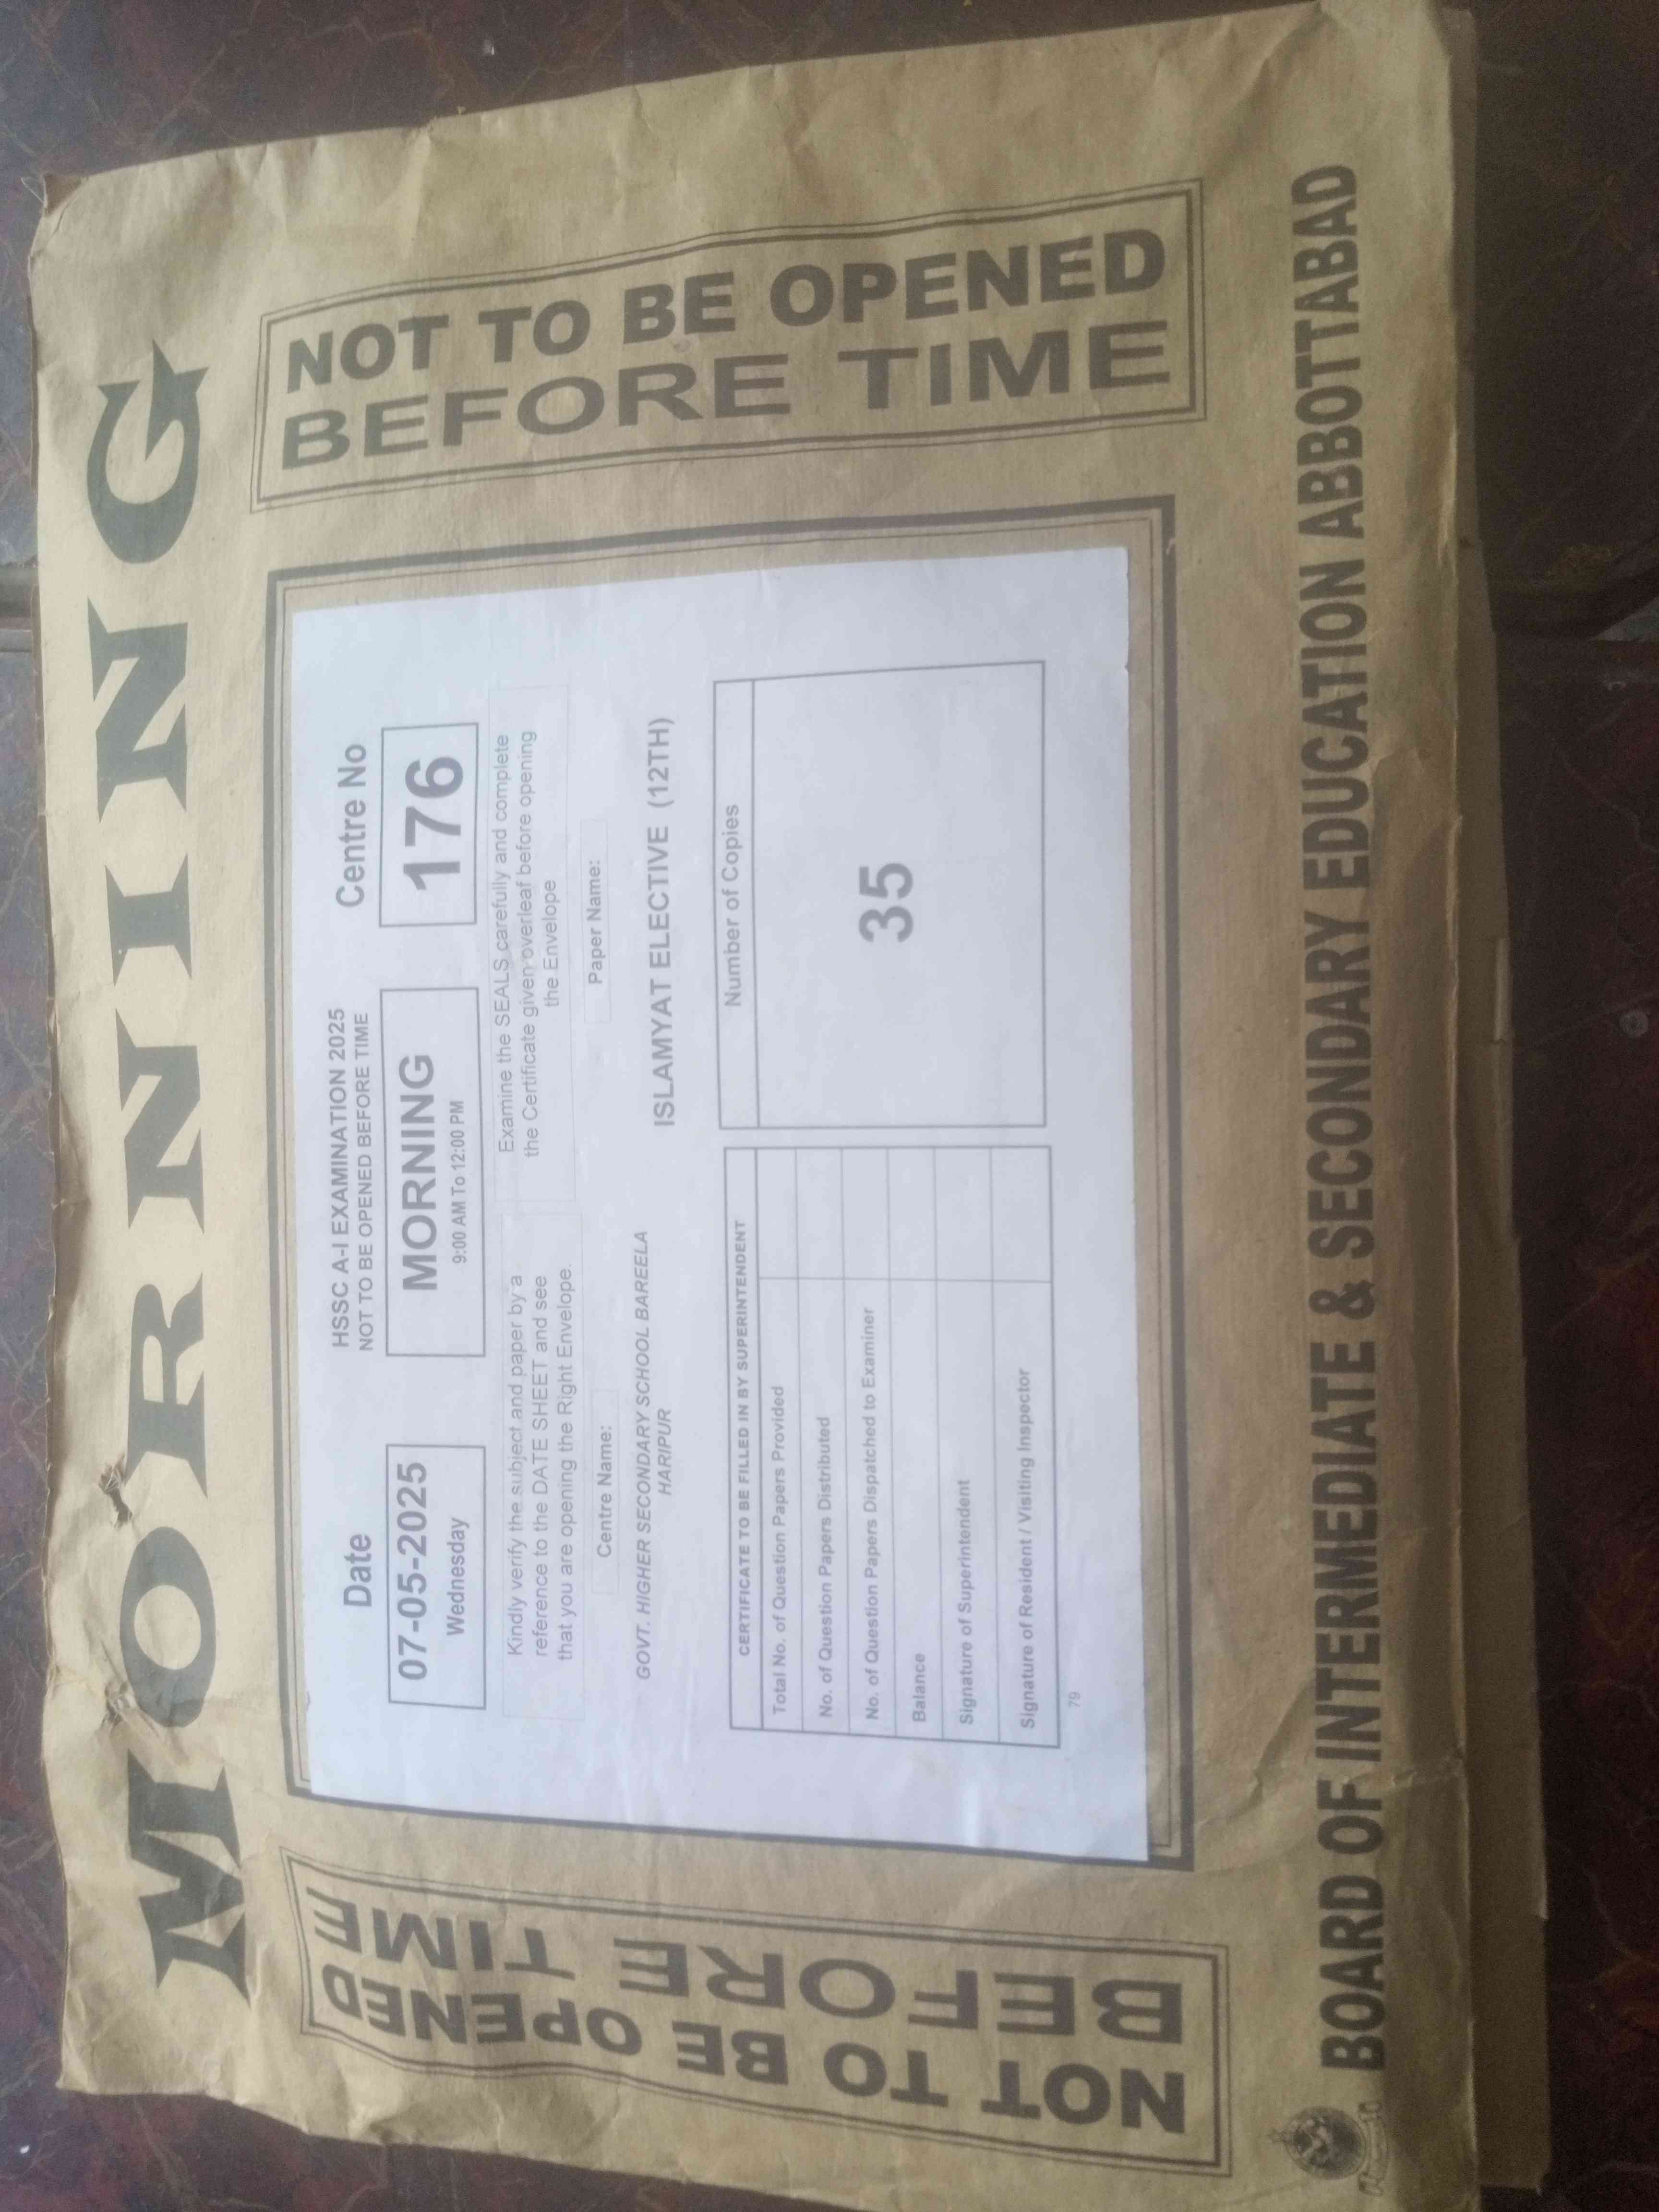 MORNING
NOT TO BE OPENED
BEFORE TIME
NOT TO BE OPENED
BEFORE TIME
HSSC A-I EXAMINATION 2025
NOT TO BE OPENED BEFORE TIME
Date
Centre No
07-05-2025
Wednesday
MORNING
9:00 AM To 12:00 PM
176
Kindly verify the subject and paper by a
reference to the DATE SHEET and see
that you are opening the Right Envelope.
Examine the SEALS carefully and complete
the Certificate given overleaf before opening
the Envelope
Centre Name:
Paper Name:
GOVT. HIGHER SECONDARY SCHOOL BAREELA
HARIPUR
ISLAMYAT ELECTIVE (12TH)
CERTIFICATE TO BE FILLED IN BY SUPERINTENDENT
Total No. of Question Papers Provided
No. of Question Papers Distributed
No. of Question Papers Dispatched to Examiner
Balance
Signature of Superintendent
Signature of Resident / Visiting Inspector
Number of Copies
35
79
BOARD OF INTERMEDIATE & SECONDARY EDUCATION ABBOTTABAD